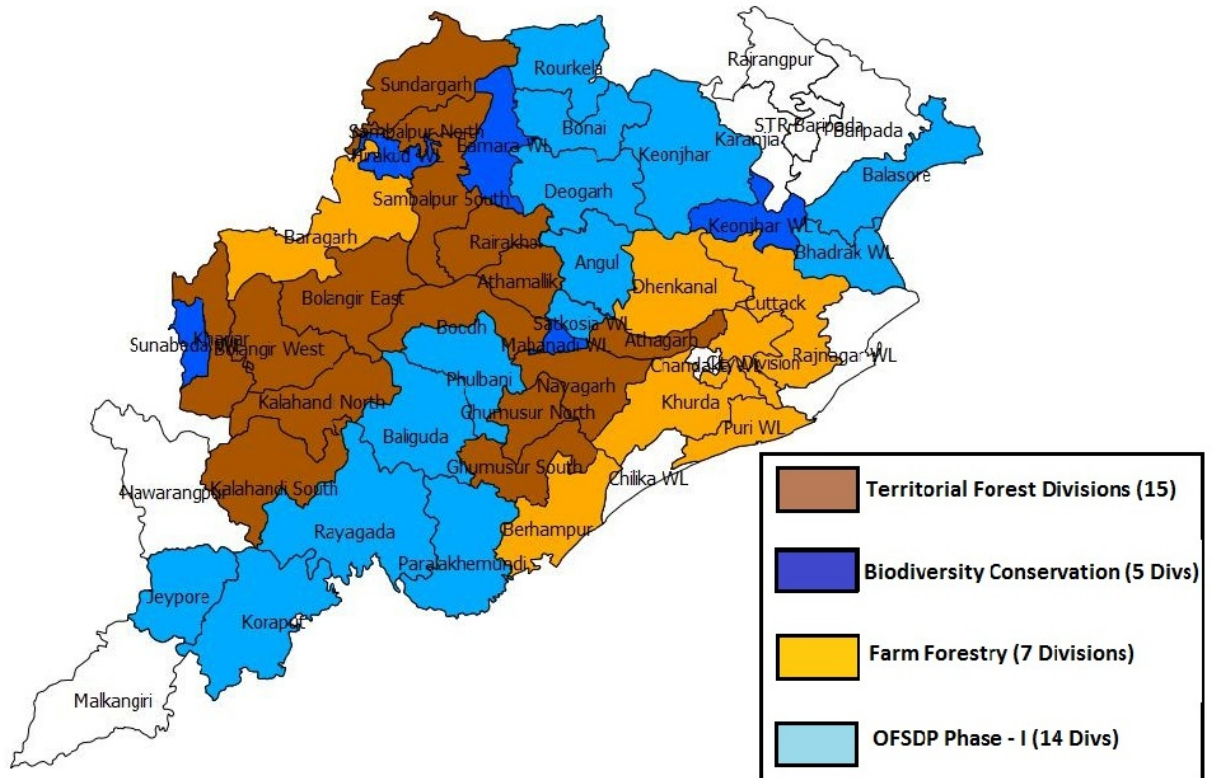 Rairangpur
Rourkela
Sundargarh
STR Baripada
Baripada
Sambalpur North
Bonai
Karanjia
Keonjhar
Hirakud WL
Bamara WL
Balasore
Deogarh
Sambalpur South
Keonjhar WL
Baragarh
Rairakhal
Bhadrak WL
Angul
Athamallik
Dhenkanal
Bolangir East
Cuttack
Satkosia WL
Boudh
Khariar
Sunabeda WL
Mahanadi WL
Athagarh
Bolangir West
Rajnagar WL
Chandaka WL
City Division
Phulbani
Nayagarh
Kalahand North
Khurda
Ghumusur North
Puri WL
Baliguda
Ghumusur South
Chilika WL
Nawarangpur
Kalahandi South
Rayagada
Berhampur
Paralakhemundi
Jeypore
Koraput
Malkangiri
Territorial Forest Divisions (15)
Biodiversity Conservation (5 Divs)
Farm Forestry (7 Divisions)
OFSDP Phase - I (14 Divs)